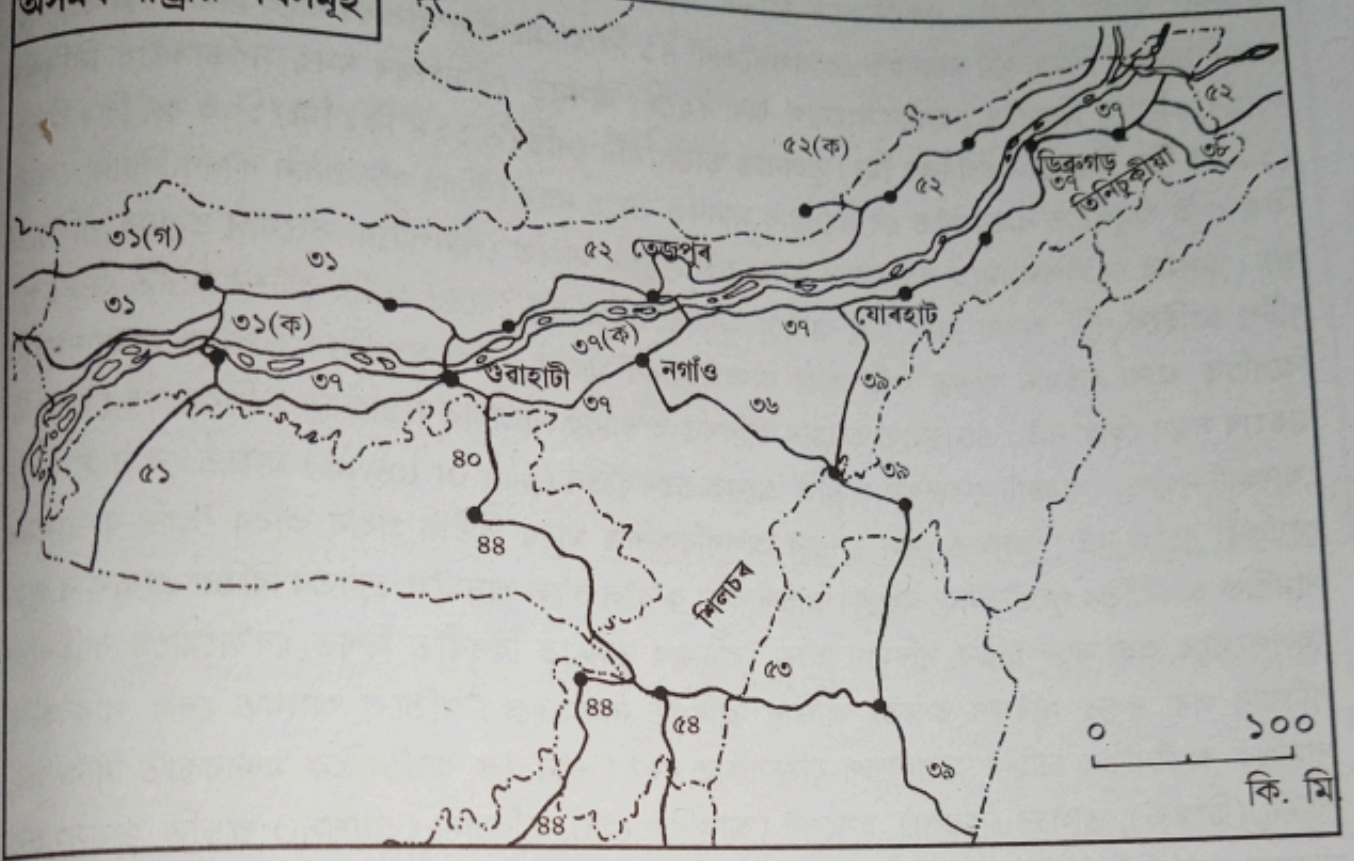 ৫২
৩৭
৫২(ক)
৩৮
ডিব্ৰুগড়
৫২
৩৭
তিনিচুকীয়া
৩১(গ)
৩১
৫২
তেজপুৰ
৩১
৩১(ক)
৩৭(ক)
৩৭
যোৰহাট
৩৭
গুৱাহাটী
নগাঁও
৩৯
৩৭
৩৬
৪০
৩৯
৫১
৪৪
শিলচৰ
৫৩
৪৪
৫৪
০ ১০০
কি. মি.
৩৯
৪৪